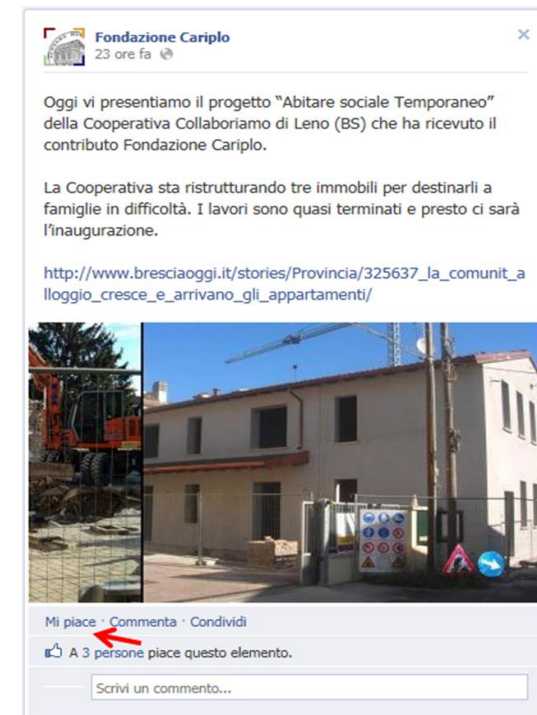 Fondazione Cariplo
23 ore fa
Oggi vi presentiamo il progetto “Abitare sociale Temporaneo”
della Cooperativa Collaboriamo di Leno (BS) che ha ricevuto il
contributo Fondazione Cariplo.
La Cooperativa sta ristrutturando tre immobili per destinarli a
famiglie in difficoltà. I lavori sono quasi terminati e presto ci sarà
l'inaugurazione.
http://www.bresciaoggi.it/stories/Provincia/325637_la_comunit_a
lloggio_cresce_e_arrivano_gli_appartamenti/
Mi piace · Commenta · Condividi
A 3 persone piace questo elemento.
Scrivi un commento...